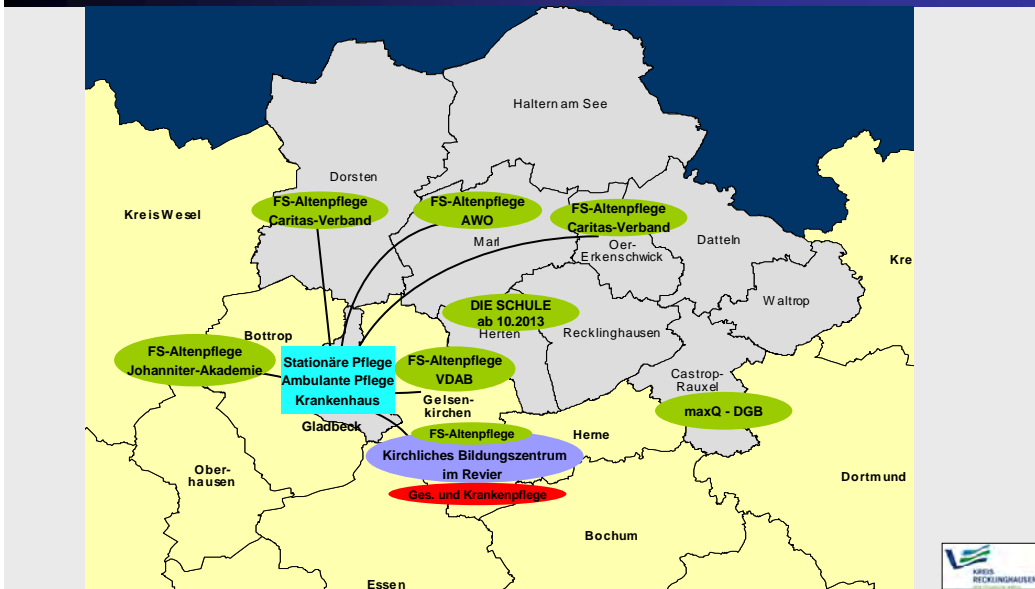 Haltern am See
Dorsten
Kreis Wesel
FS-Altenpflege
Caritas-Verband
FS-Altenpflege
AWO
FS-Altenpflege
Caritas-Verband
Marl
Oer-
Erkenschwick
Datteln
Kre
Waltrop
DIE SCHULE
ab 10.2013
Herten
Recklinghausen
Bottrop
FS-Altenpflege
Johanniter-Akademie
Stationäre Pflege
Ambulante Pflege
Krankenhaus
FS-Altenpflege
VDAB
Gelsen-
kirchen
Castrop-
Rauxel
maxQ - DGB
Gladbeck
FS-Altenpflege
Kirchliches Bildungszentrum
im Revier
Ges. und Krankenpflege
Herne
Ober-
hausen
Dortmund
Bochum
Essen
KREIS
RECKLINGHAUSEN